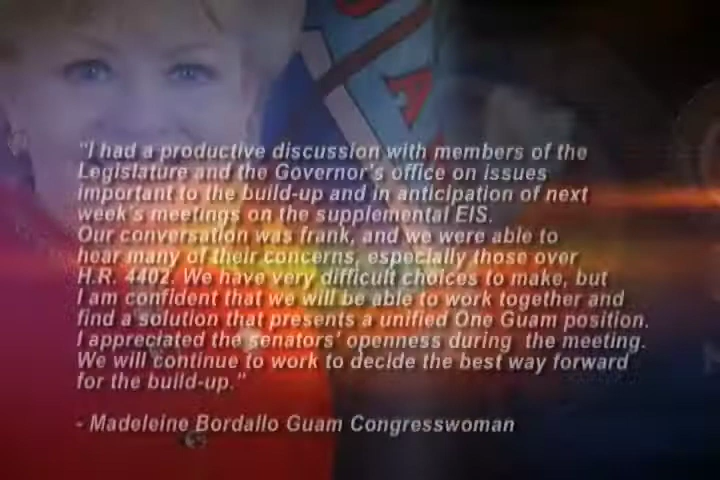 "I had a productive discussion with members of the
Legislature and the Governor's office on issues
important to the build-up and in anticipation of next
week's meetings on the supplemental EIS.
Our conversation was frank, and we were able to
hear many of their concerns, especially those over
H.R. 4402. We have very difficult choices to make, but
I am confident that we will be able to work together and
find a solution that presents a unified One Guam position.
I appreciated the senators' openness during the meeting.
We will continue to work to decide the best way forward
for the build-up."
- Madeleine Bordallo Guam Congresswoman